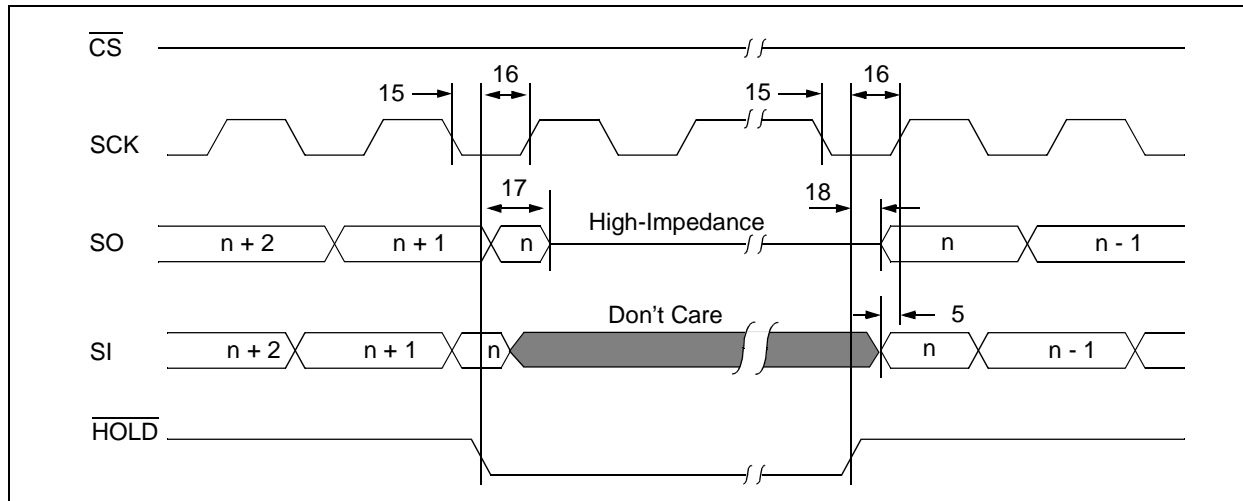 CS
16 16
15 15
SCK
17 18
High-Impedance
SO n + 2 n + 1 n n n - 1
Don't Care
5
SI n + 2 n + 1 n n n - 1
HOLD